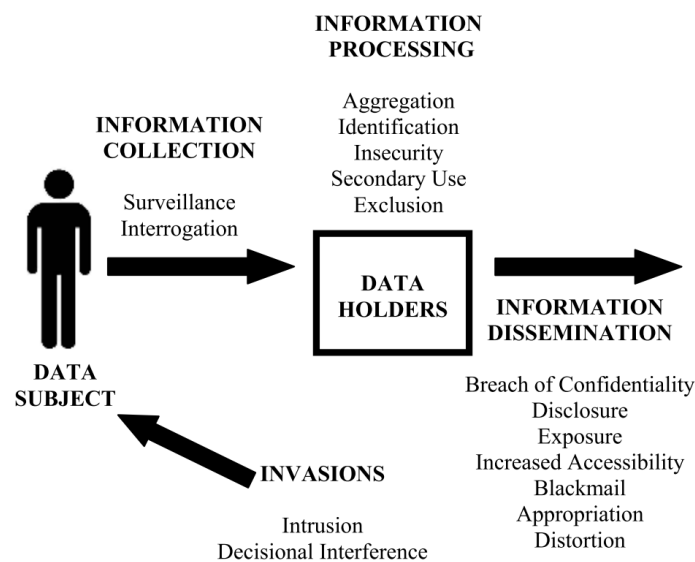 INFORMATION
PROCESSING
Aggregation
Identification
Insecurity
Secondary Use
Exclusion
INFORMATION
COLLECTION
Surveillance
Interrogation
DATA
HOLDERS
INFORMATION
DISSEMINATION
Breach of Confidentiality
Disclosure
Exposure
Increased Accessibility
Blackmail
Appropriation
Distortion
DATA
SUBJECT
INVASIONS
Intrusion
Decisional Interference